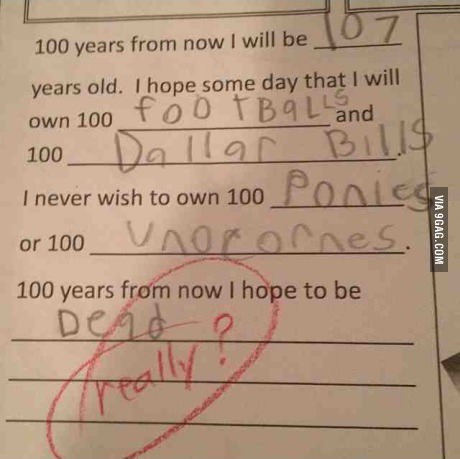 100 years from now I will be 107
years old. I hope some day that I will
own 100 fOOTBaLLS and
100 Dallar Bills.
I never wish to own 100 Ponies
or 100 Unorornes.
100 years from now I hope to be
Dead
really?
VIA 9GAG.COM